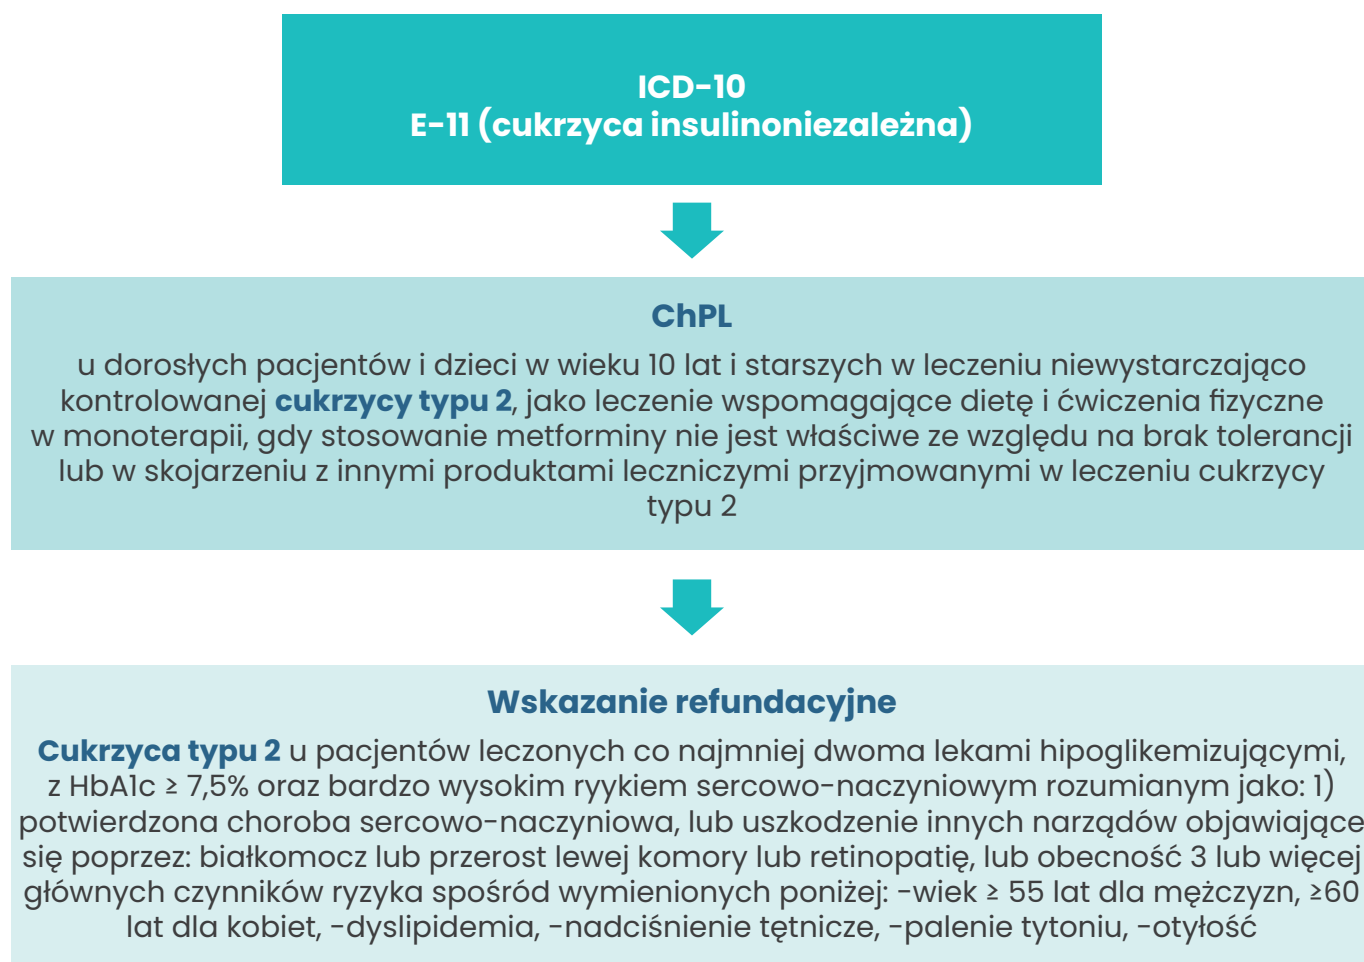 ICD-10
E-11 (cukrzyca insulinoniezależna)
ChPL
u dorosłych pacjentów i dzieci w wieku 10 lat i starszych w leczeniu niewystarczająco
kontrolowanej cukrzycy typu 2, jako leczenie wspomagające dietę i ćwiczenia fizyczne
w monoterapii, gdy stosowanie metforminy nie jest właściwe ze względu na brak tolerancji
lub w skojarzeniu z innymi produktami leczniczymi przyjmowanymi w leczeniu cukrzycy
typu 2
Wskazanie refundacyjne
Cukrzyca typu 2 u pacjentów leczonych co najmniej dwoma lekami hipoglikemizującymi,
z HbA1c ≥ 7,5% oraz bardzo wysokim ryykiem sercowo-naczyniowym rozumianym jako: 1)
potwierdzona choroba sercowo-naczyniowa, lub uszkodzenie innych narządów objawiające
się poprzez: białkomocz lub przerost lewej komory lub retinopatię, lub obecność 3 lub więcej
głównych czynników ryzyka spośród wymienionych poniżej: -wiek ≥ 55 lat dla mężczyzn, ≥60
lat dla kobiet, -dyslipidemia, -nadciśnienie tętnicze, -palenie tytoniu, -otyłość